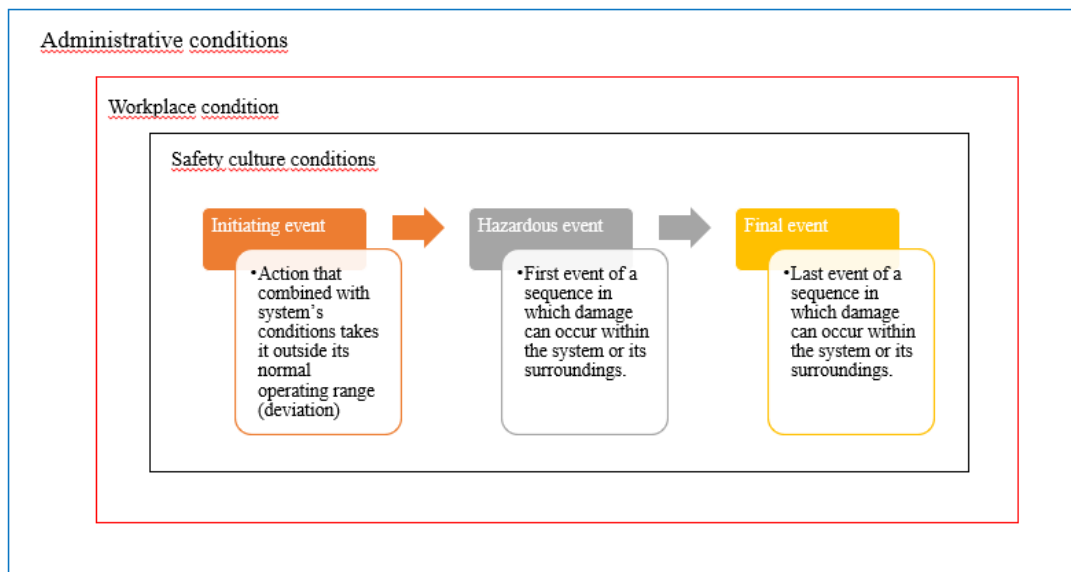 Administrative conditions
Workplace condition
Safety culture conditions
Initiating event
•Action that
combined with
system's
conditions takes
it outside its
normal
operating range
(deviation)
Hazardous event
•First event of a
sequence in
which damage
can occur within
the system or its
surroundings.
Final event
•Last event of a
sequence in
which damage
can occur within
the system or its
surroundings.